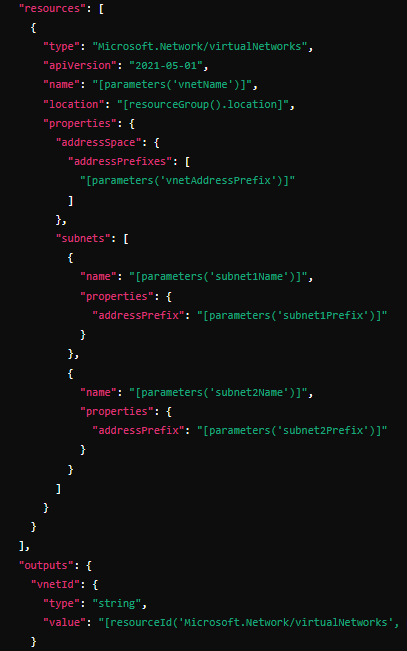 "resources": [
{
"type": "Microsoft.Network/virtualNetworks",
"apiVersion": "2021-05-01",
"name": "[parameters('vnetName')]",
"location": "[resourceGroup().location]",
"properties": {
"addressSpace": {
"addressPrefixes": [
"[parameters('vnetAddressPrefix')]"
]
},
"subnets": [
{
"name": "[parameters('subnet1Name')]",
"properties": {
"addressPrefix": "[parameters('subnet1Prefix')]"
}
},
{
"name": "[parameters('subnet2Name')]",
"properties": {
"addressPrefix": "[parameters('subnet2Prefix')]"
}
}
]
}
}
],
"outputs": {
"vnetId": {
"type": "string",
"value": "[resourceId('Microsoft.Network/virtualNetworks',
}